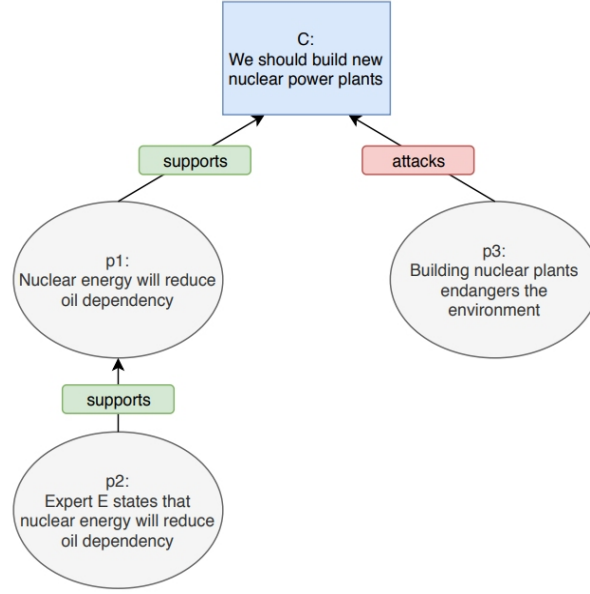 C:
We should build new
nuclear power plants
supports
attacks
p1:
Nuclear energy will reduce
oil dependency
p3:
Building nuclear plants
endangers the
environment
supports
p2:
Expert E states that
nuclear energy will reduce
oil dependency